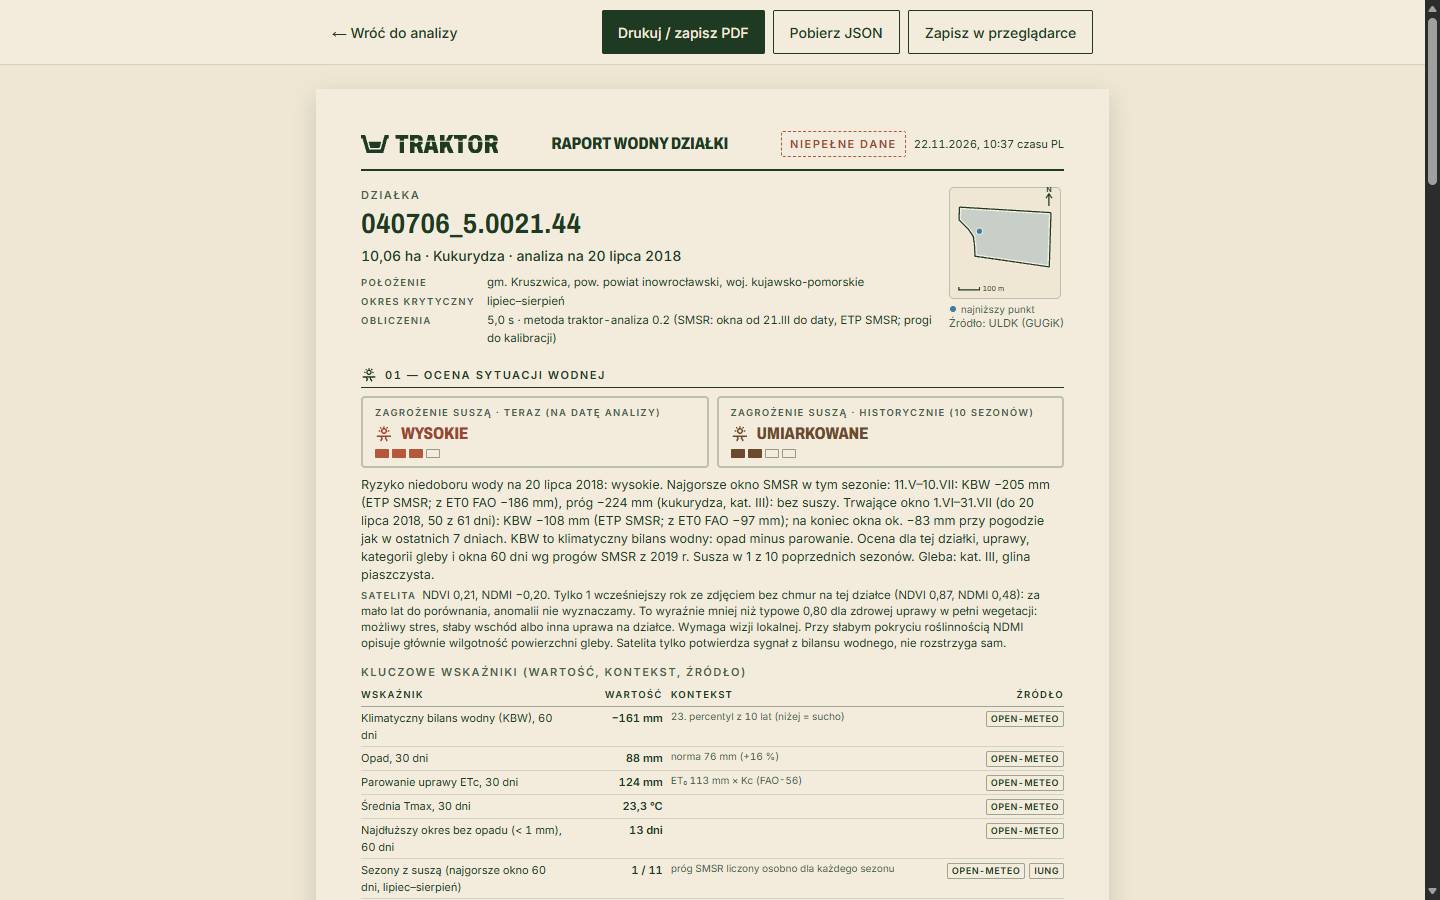 ← Wróć do analizy
Drukuj / zapisz PDF
Pobierz JSON
Zapisz w przeglądarce
TRAKTOR
RAPORT WODNY DZIAŁKI
NIEPEŁNE DANE
22.11.2026, 10:37 czasu PL
DZIAŁKA
040706_5.0021.44
10,06 ha · Kukurydza · analiza na 20 lipca 2018
POŁOŻENIE gm. Kruszwica, pow. powiat inowrocławski, woj. kujawsko-pomorskie
OKRES KRYTYCZNY lipiec–sierpień
OBLICZENIA 5,0 s · metoda traktor-analiza 0.2 (SMSR: okna od 21.III do daty, ETP SMSR; progi
do kalibracji)
N
100 m
najniższy punkt
Źródło: ULDK (GUGiK)
01 — OCENA SYTUACJI WODNEJ
ZAGROŻENIE SUSZĄ · TERAZ (NA DATĘ ANALIZY)
WYSOKIE
ZAGROŻENIE SUSZĄ · HISTORYCZNIE (10 SEZONÓW)
UMIARKOWANE
Ryzyko niedoboru wody na 20 lipca 2018: wysokie. Najgorsze okno SMSR w tym sezonie: 11.V–10.VII: KBW −205 mm
(ETP SMSR; z ET0 FAO −186 mm), próg −224 mm (kukurydza, kat. III): bez suszy. Trwające okno 1.VI–31.VII (do 20
lipca 2018, 50 z 61 dni): KBW −108 mm (ETP SMSR; z ET0 FAO −97 mm); na koniec okna ok. −83 mm przy pogodzie
jak w ostatnich 7 dniach. KBW to klimatyczny bilans wodny: opad minus parowanie. Ocena dla tej działki, uprawy,
kategorii gleby i okna 60 dni wg progów SMSR z 2019 r. Susza w 1 z 10 poprzednich sezonów. Gleba: kat. III, glina
piaszczysta.
SATELITA NDVI 0,21, NDMI −0,20. Tylko 1 wcześniejszy rok ze zdjęciem bez chmur na tej działce (NDVI 0,87, NDMI 0,48): za
mało lat do porównania, anomalii nie wyznaczamy. To wyraźnie mniej niż typowe 0,80 dla zdrowej uprawy w pełni wegetacji:
możliwy stres, słaby wschód albo inna uprawa na działce. Wymaga wizji lokalnej. Przy słabym pokryciu roślinnością NDMI
opisuje głównie wilgotność powierzchni gleby. Satelita tylko potwierdza sygnał z bilansu wodnego, nie rozstrzyga sam.
KLUCZOWE WSKAŹNIKI (WARTOŚĆ, KONTEKST, ŹRÓDŁO)
WSKAŹNIK WARTOŚĆ KONTEKST ŹRÓDŁO
Klimatyczny bilans wodny (KBW), 60 −161 mm 23. percentyl z 10 lat (niżej = sucho) OPEN-METEO
dni
Opad, 30 dni 88 mm norma 76 mm (+16 %) OPEN-METEO
Parowanie uprawy ETc, 30 dni 124 mm ET₀ 113 mm × Kc (FAO-56) OPEN-METEO
Średnia Tmax, 30 dni 23,3 °C OPEN-METEO
Najdłuższy okres bez opadu (< 1 mm), 13 dni OPEN-METEO
60 dni
Sezony z suszą (najgorsze okno 60 1 / 11 próg SMSR liczony osobno dla każdego sezonu OPEN-METEO IUNG
dni, lipiec–sierpień)